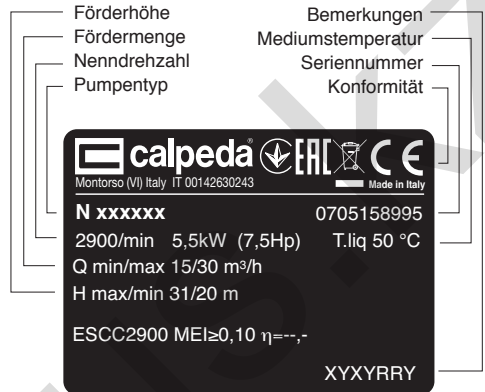 Förderhöhe Bemerkungen
Fördermenge Mediumstemperatur
Nenndrehzahl Seriennummer
Pumpentyp Konformität
calpeda® EAC CE
Montorso (VI) Italy IT 00142630243 Made in Italy
N xxxxxx 0705158995
2900/min 5,5kW (7,5Hp) T.liq 50 °C
Q min/max 15/30 m³/h
H max/min 31/20 m
ESCC2900 MEI≥0,10 η=--,-
XYXYRRY